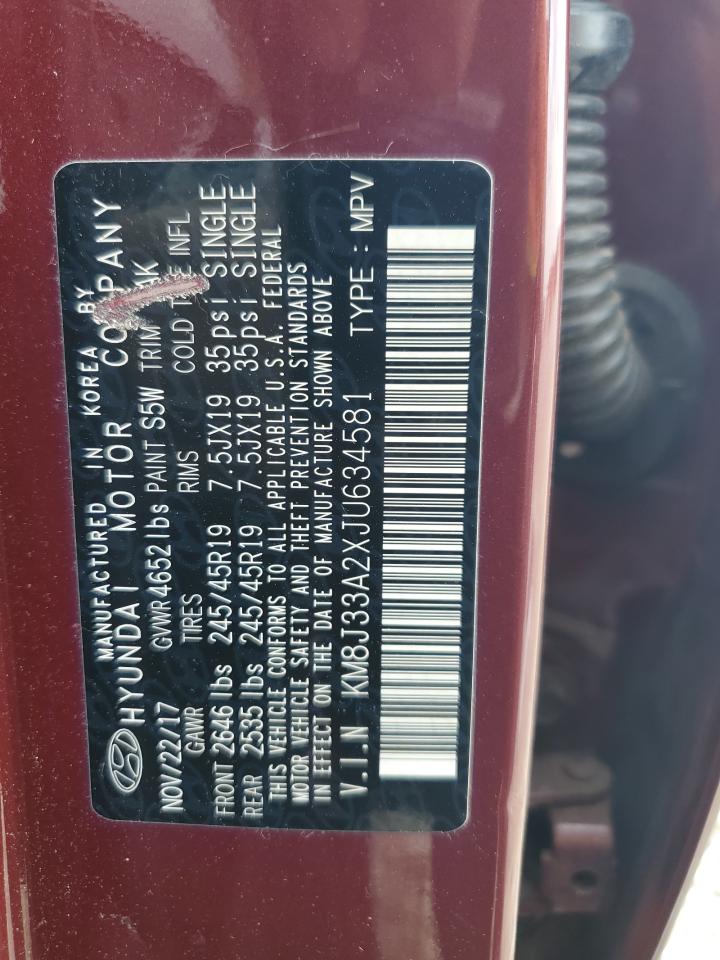 MANUFACTURED IN KOREA BY
HYUNDAI MOTOR COMPANY
NOV/22/17 GVWR 4652 lbs PAINT S5W TRIM
GAWR TIRES RIMS COLD TIRE INFL
FRONT 2646 lbs 245/45R19 7.5JX19 35psi SINGLE
REAR 2535 lbs 245/45R19 7.5JX19 35psi SINGLE
THIS VEHICLE CONFORMS TO ALL APPLICABLE U.S.A. FEDERAL
MOTOR VEHICLE SAFETY AND THEFT PREVENTION STANDARDS
IN EFFECT ON THE DATE OF MANUFACTURE SHOWN ABOVE
V.I.N KM8J33A2XJU634581 TYPE : MPV